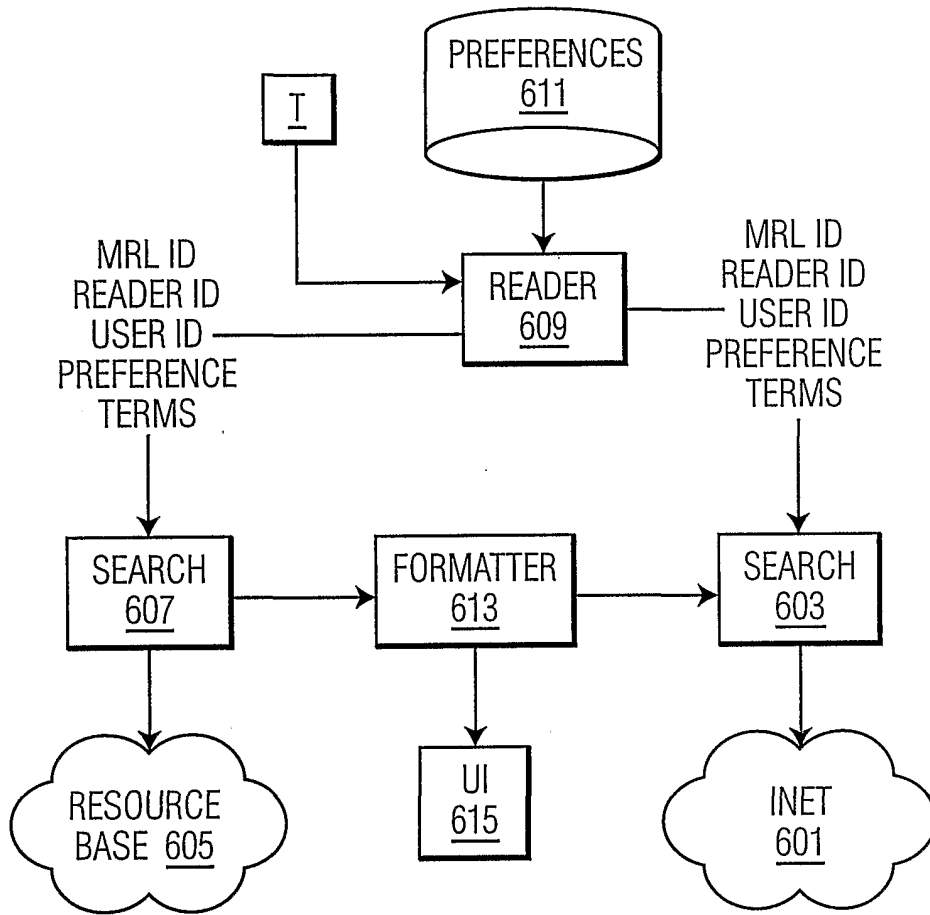 PREFERENCES
611
T
MRL ID
READER ID
USER ID
PREFERENCE
TERMS
READER
609
MRL ID
READER ID
USER ID
PREFERENCE
TERMS
SEARCH
607
FORMATTER
613
SEARCH
603
RESOURCE
BASE 605
UI
615
INET
601